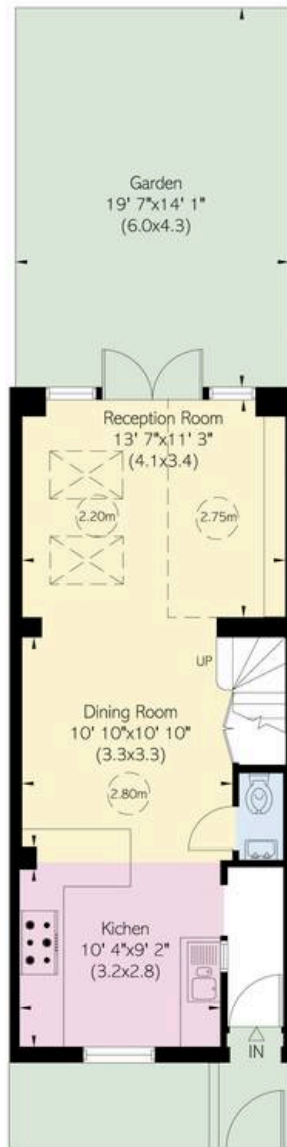 Garden
19' 7"x14' 1"
(6.0x4.3)
Reception Room
13' 7"x11' 3"
(4.1x3.4)
2.20m
2.75m
UP
Dining Room
10' 10"x10' 10"
(3.3x3.3)
2.80m
Kichen
10' 4"x9' 2"
(3.2x2.8)
IN